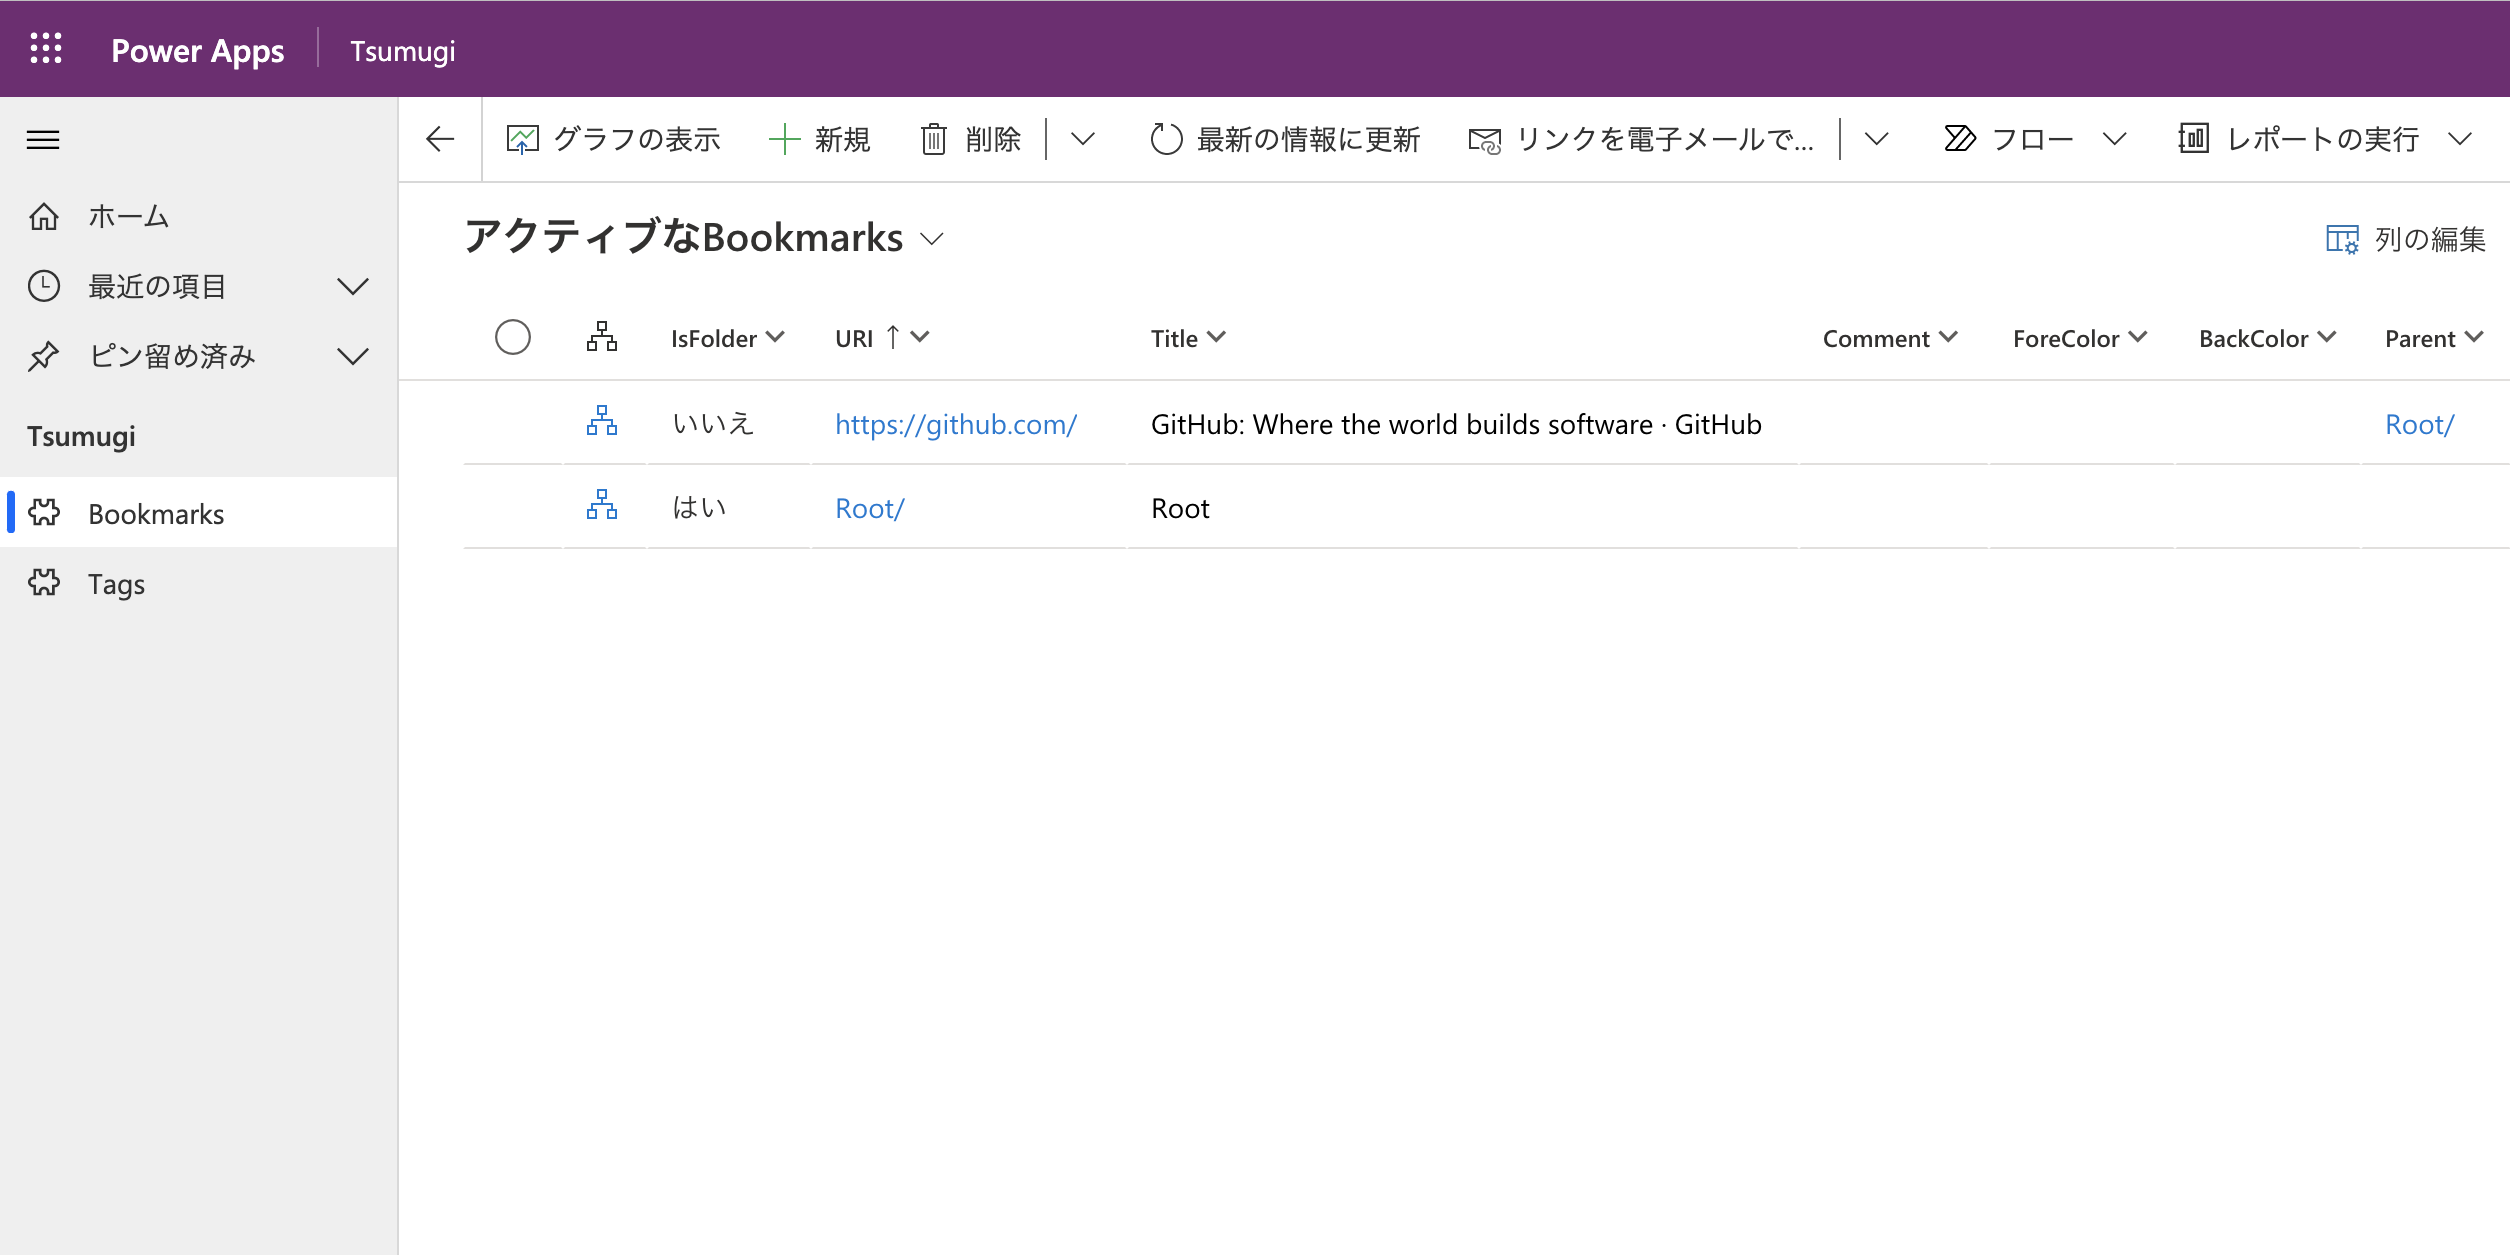 Power Apps Tsumugi
グラフの表示 新規 削除 最新の情報に更新 リンクを電子メールで... フロー レポートの実行
ホーム
最近の項目
ピン留め済み
Tsumugi
Bookmarks
Tags
アクティブなBookmarks
列の編集
IsFolder URI ↑ Title Comment ForeColor BackColor Parent
いいえ https://github.com/ GitHub: Where the world builds software · GitHub Root/
はい Root/ Root